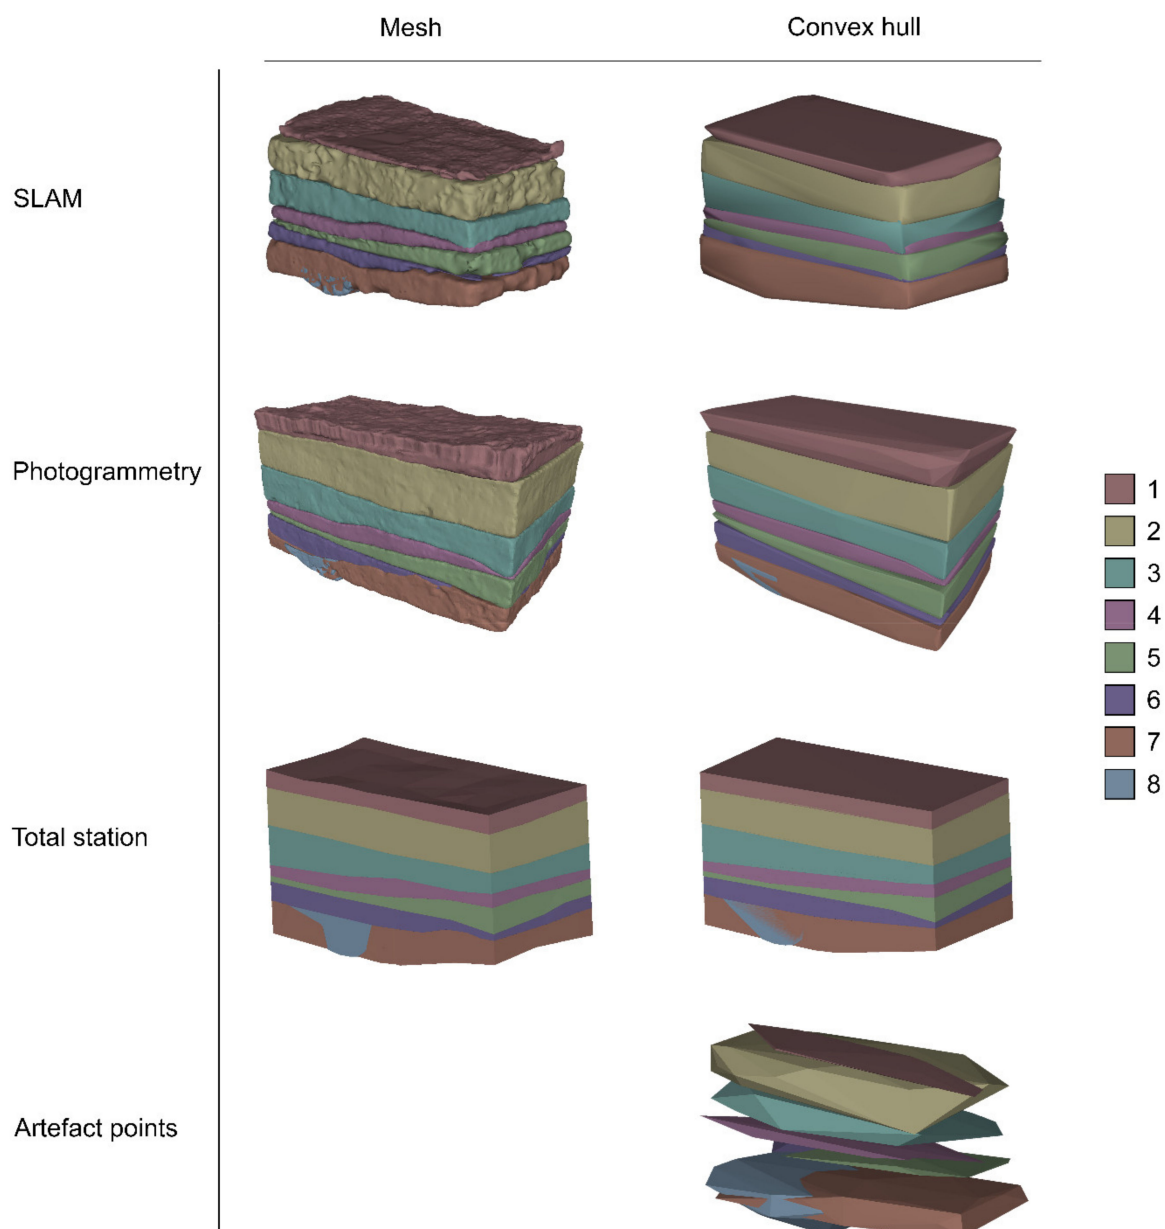 Mesh
Convex hull
SLAM
Photogrammetry
Total station
Artefact points
1
2
3
4
5
6
7
8